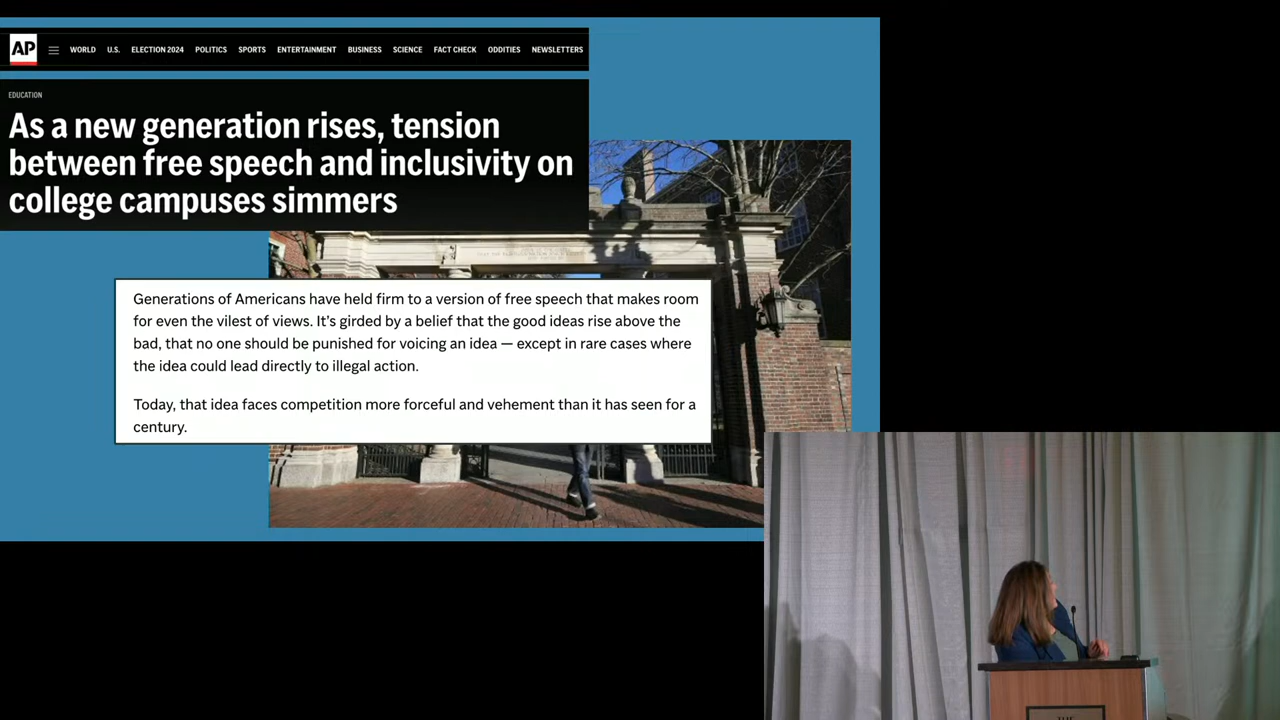 AP
WORLD U.S. ELECTION 2024 POLITICS SPORTS ENTERTAINMENT BUSINESS SCIENCE FACT CHECK ODDITIES NEWSLETTERS
EDUCATION
As a new generation rises, tension
between free speech and inclusivity on
college campuses simmers
Generations of Americans have held firm to a version of free speech that makes room
for even the vilest of views. It’s girded by a belief that the good ideas rise above the
bad, that no one should be punished for voicing an idea — except in rare cases where
the idea could lead directly to illegal action.
Today, that idea faces competition more forceful and vehement than it has seen for a
century.
THE